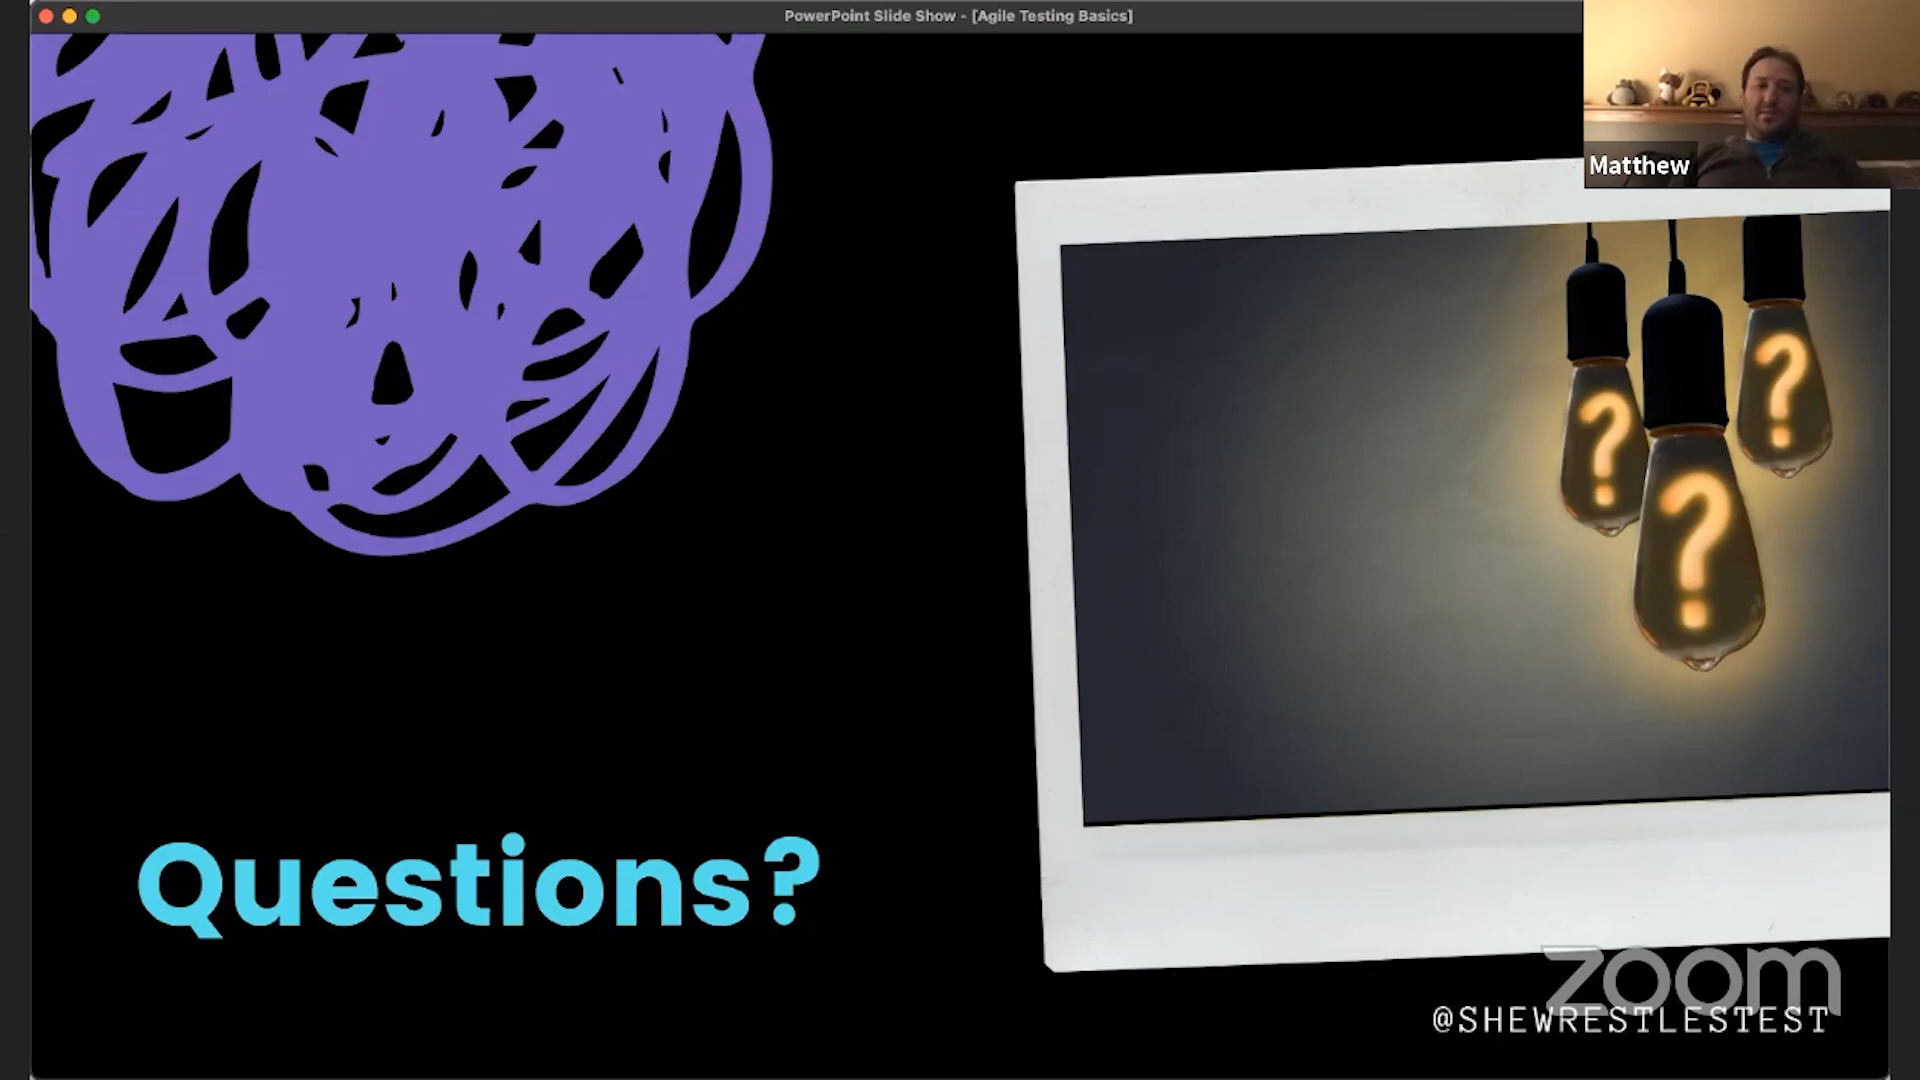 PowerPoint Slide Show - [Agile Testing Basics]
Matthew
? ? ?
Questions?
zoom
@SHEWRESTLESTEST